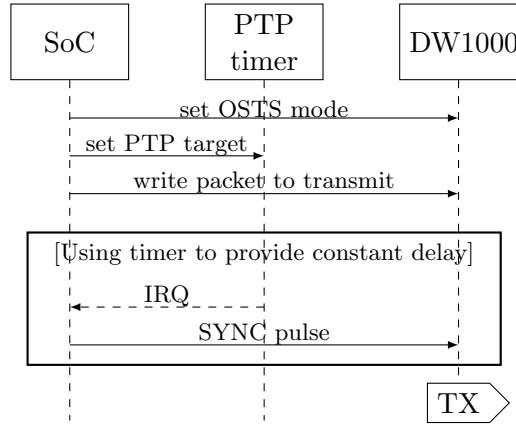 SoC
PTP
timer
DW1000
set OSTS mode
set PTP target
write packet to transmit
[Using timer to provide constant delay]
IRQ
SYNC pulse
TX